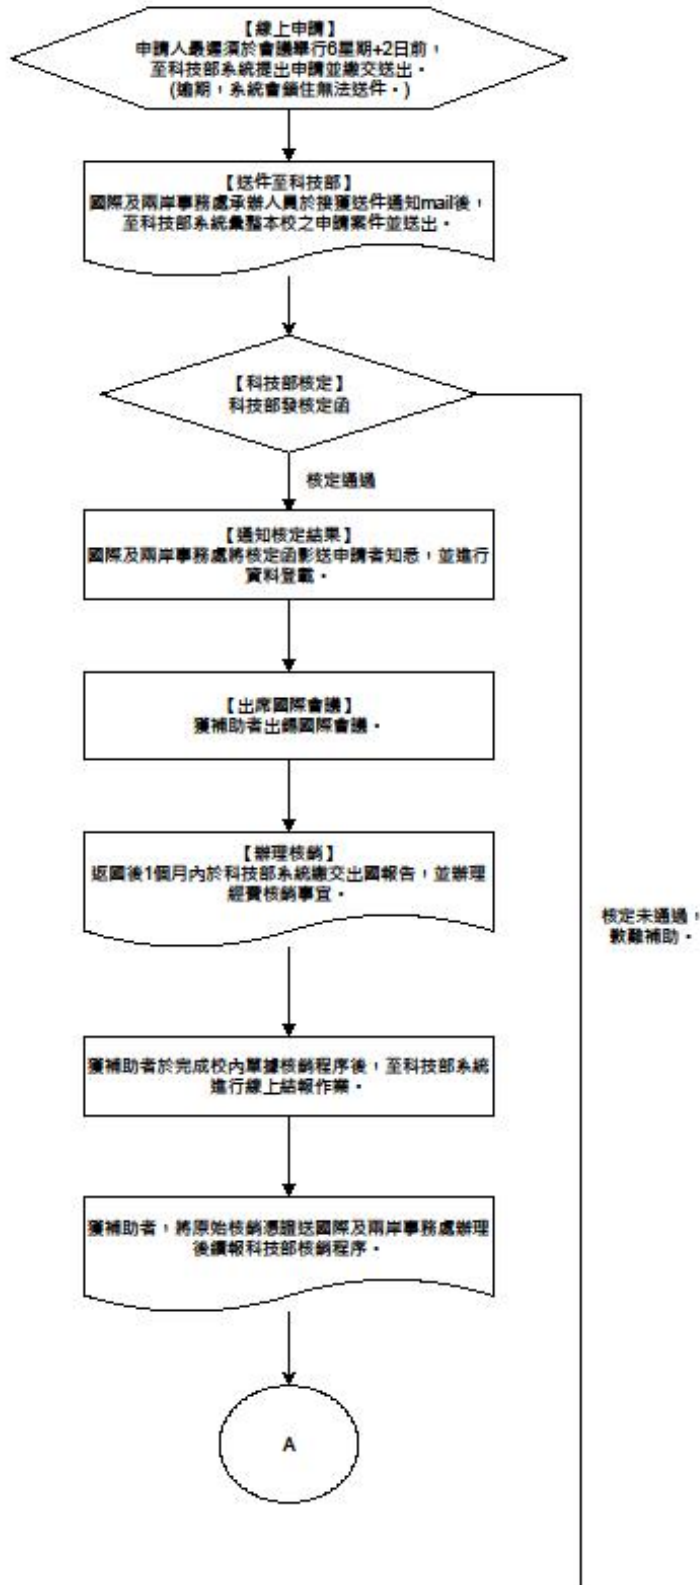 【線上申請】
申請人最遲須於會議舉行6星期+2日前，
至科技部系統提出申請並繳交送出。
(逾期，系統會鎖住無法送件。)
【送件至科技部】
國際及兩岸事務處承辦人員於接獲送件通知mail後，
至科技部系統彙整本校之申請案件並送出。
【科技部核定】
科技部發核定函
核定通過
【通知核定結果】
國際及兩岸事務處將核定函影送申請者知悉，並進行
資料登載。
【出席國際會議】
獲補助者出錫國際會議。
【辦理核銷】
返國後1個月內於科技部系統繳交出國報告，並辦理
經費核銷事宜。
核定未通過，
歉難補助。
獲補助者於完成校內單據核銷程序後，至科技部系統
進行線上結報作業。
獲補助者，將原始核銷憑證送國際及兩岸事務處辦理
後續報科技部核銷程序。
A